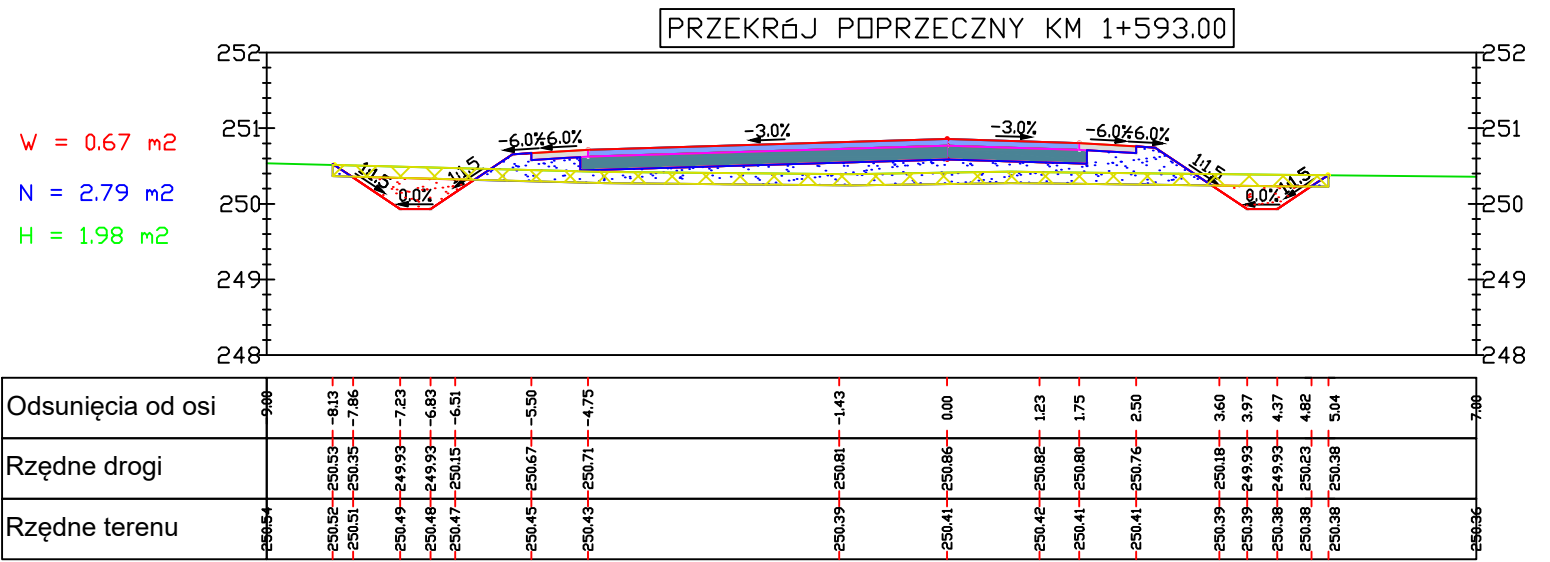 PRZEKRóJ POPRZECZNY KM 1+593.00
252 252
251 251
250 250
249 249
248 248
W = 0.67 m2
N = 2.79 m2
H = 1.98 m2
-6.0% -6.0% -3.0% -3.0% -6.0% -6.0%
1:1.5 1:1.5 1:1.5 1:1.5
0.0% 0.0%
Odsunięcia od osi -9.00 -8.13 -7.86 -7.23 -6.83 -6.51 -5.50 -4.75 -1.43 0.00 1.23 1.75 2.50 3.60 3.97 4.37 4.82 5.04 7.00
Rzędne drogi 250.53 250.35 249.93 249.93 250.15 250.67 250.71 250.81 250.86 250.82 250.80 250.76 250.18 249.93 249.93 250.23 250.38
Rzędne terenu 250.54 250.52 250.51 250.49 250.48 250.47 250.45 250.43 250.39 250.41 250.42 250.41 250.41 250.39 250.39 250.38 250.38 250.38 250.36